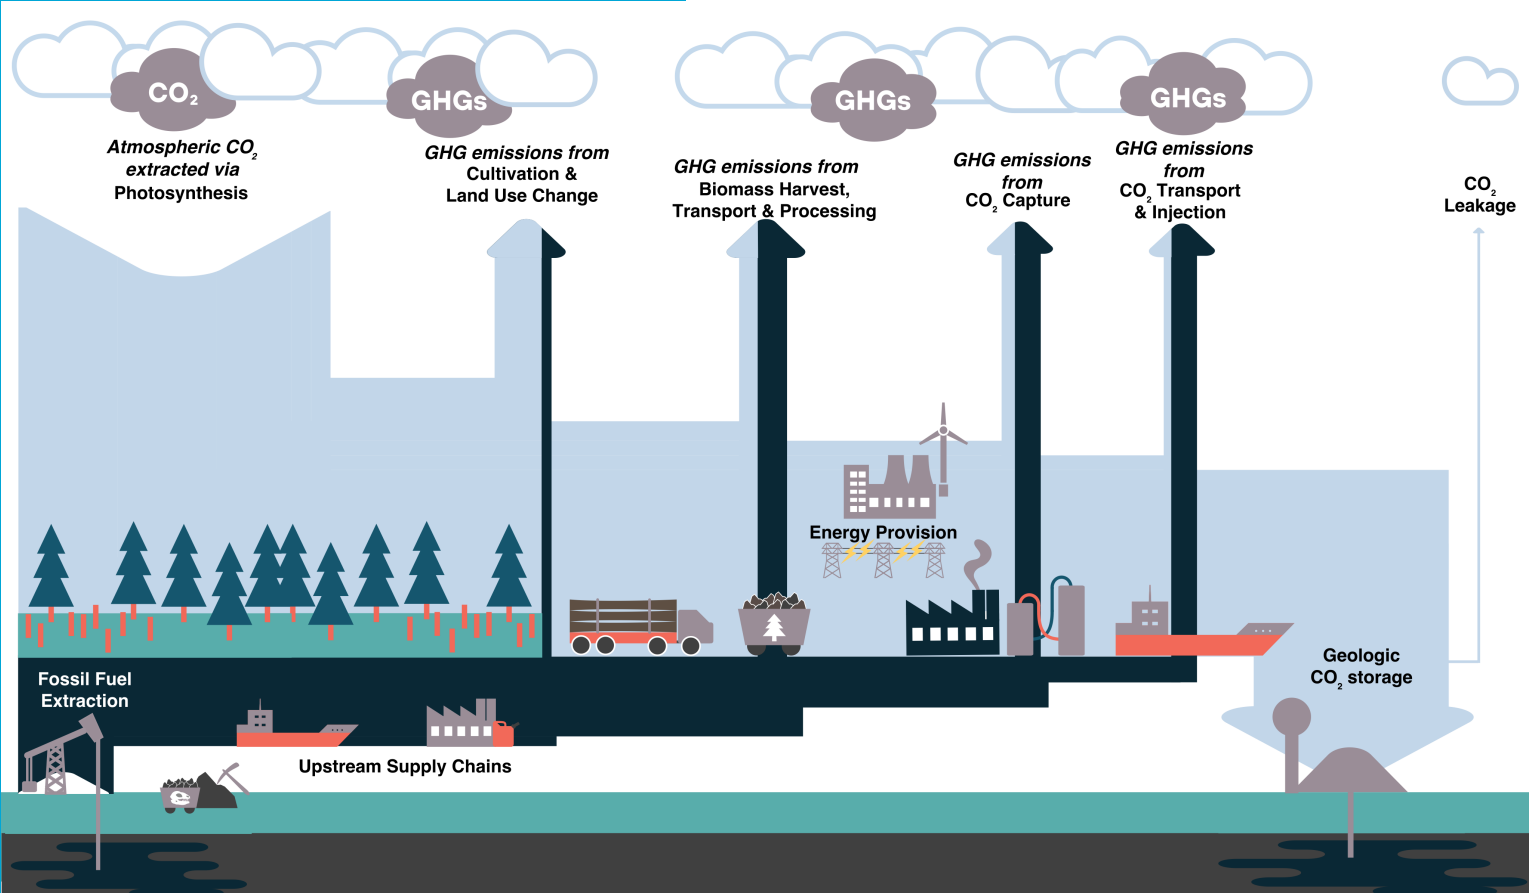 CO₂
GHGs
GHGs
GHGs
Atmospheric CO₂
extracted via
Photosynthesis
GHG emissions from
Cultivation &
Land Use Change
GHG emissions from
Biomass Harvest,
Transport & Processing
GHG emissions
from
CO₂ Capture
GHG emissions
from
CO₂ Transport
& Injection
CO₂
Leakage
Energy Provision
Geologic
CO₂ storage
Fossil Fuel
Extraction
Upstream Supply Chains